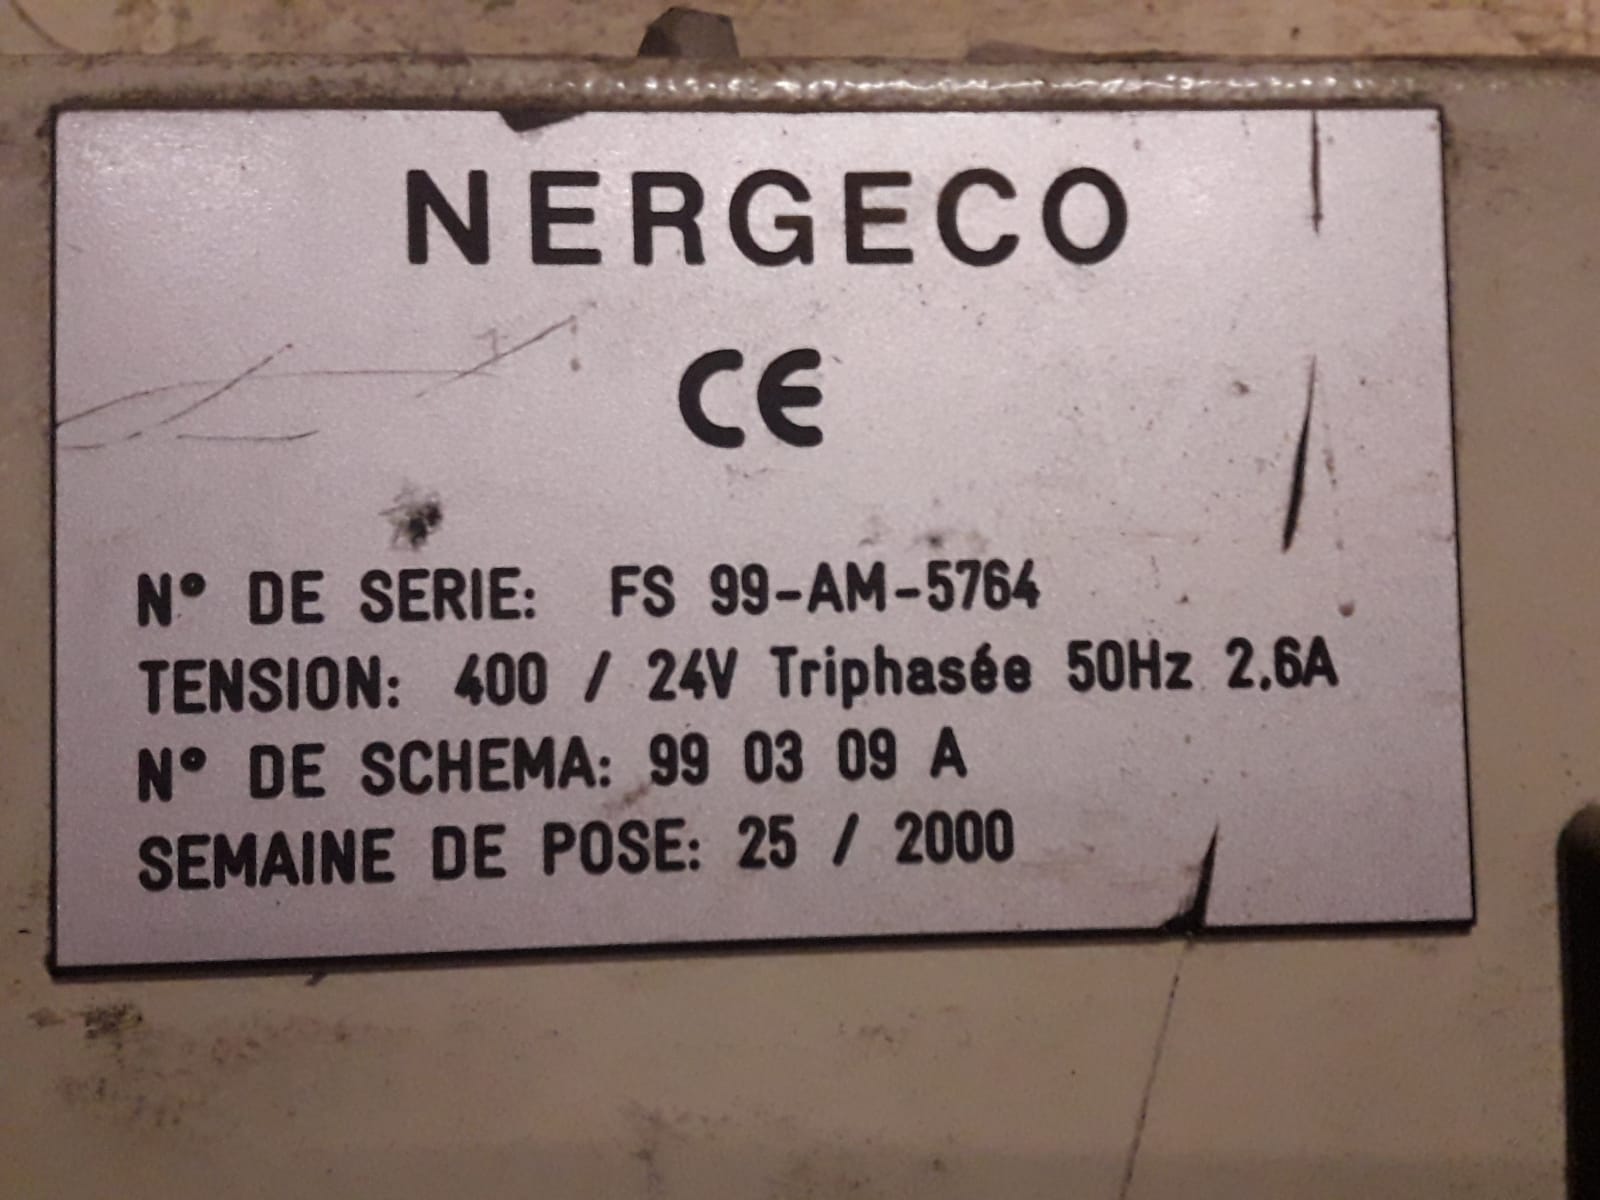 NERGECO
CE
N° DE SERIE: FS 99-AM-5764
TENSION: 400 / 24V Triphasée 50Hz 2.6A
N° DE SCHEMA: 99 03 09 A
SEMAINE DE POSE: 25 / 2000